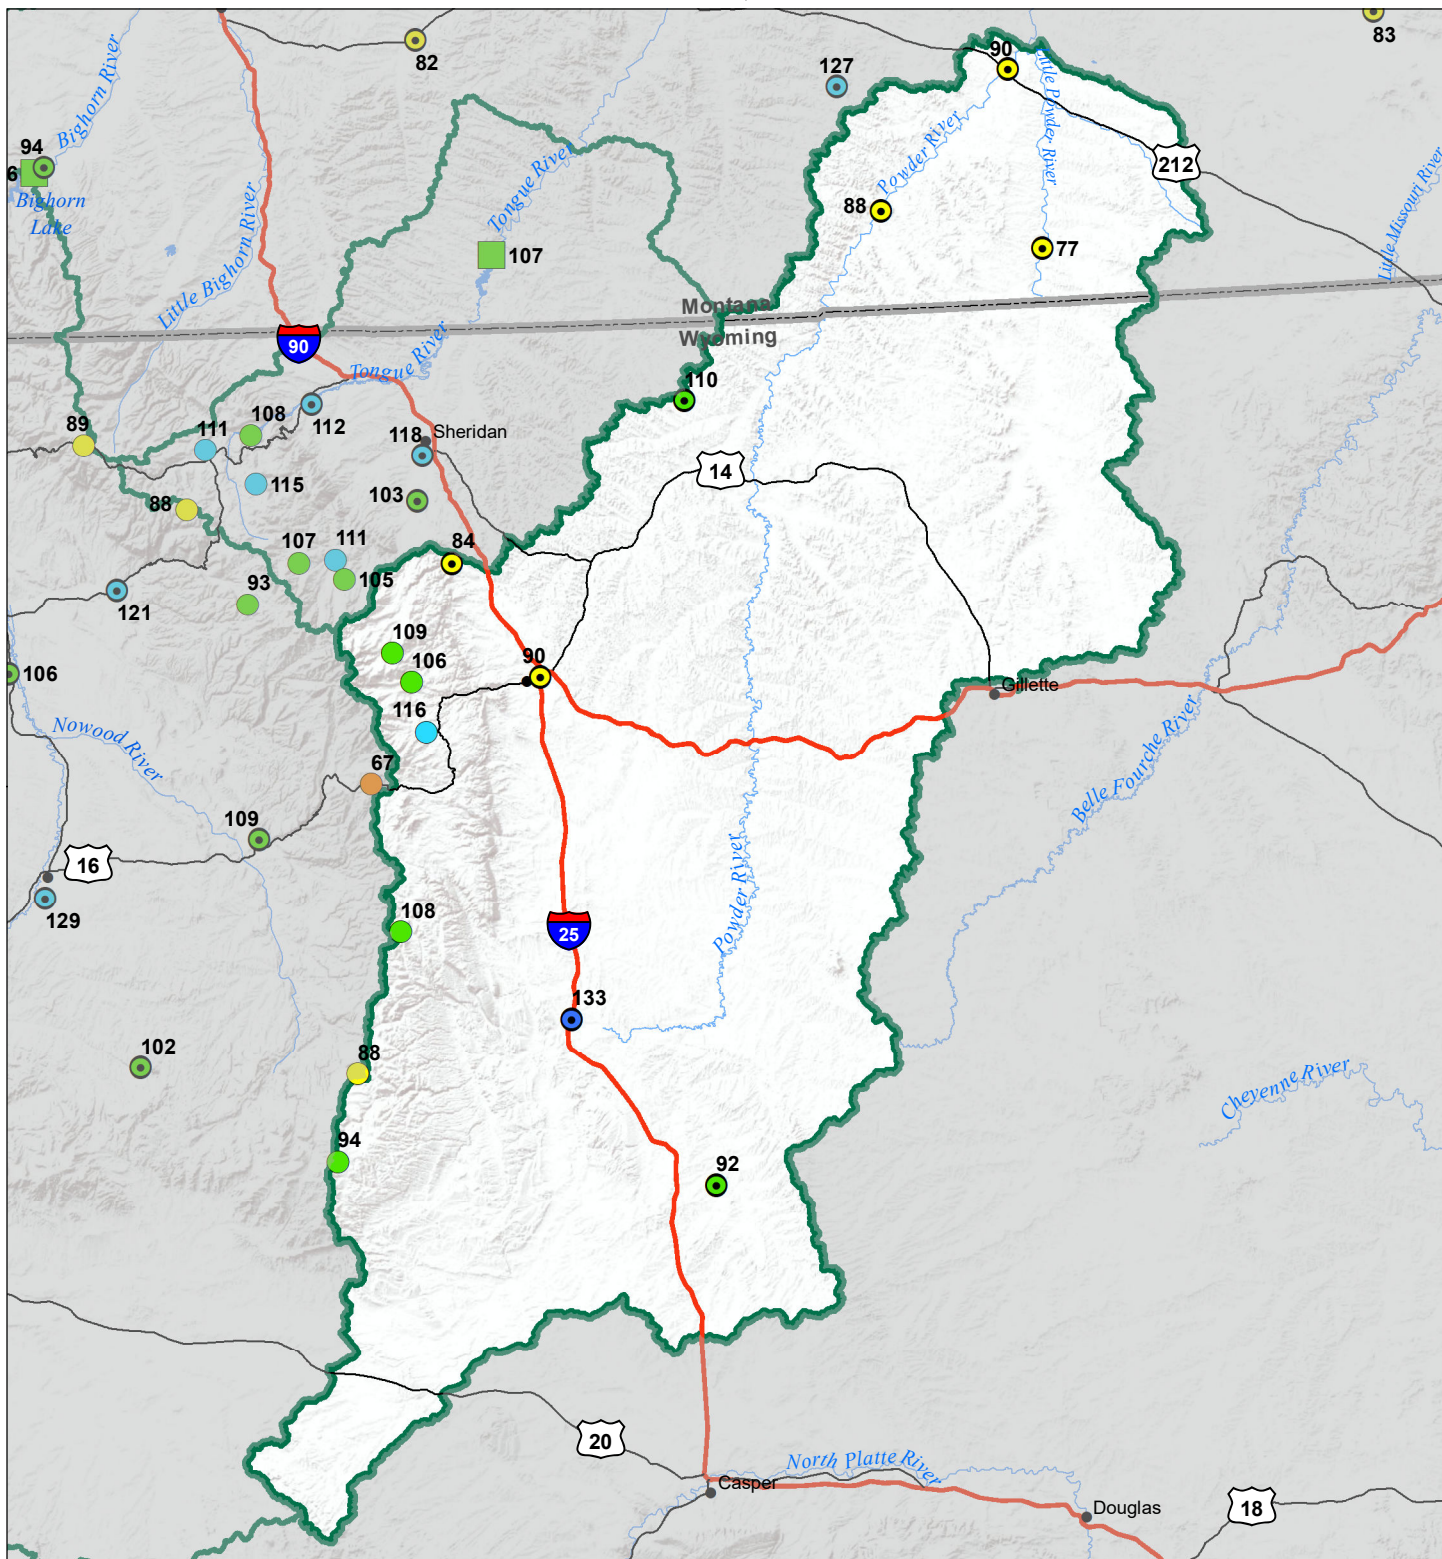 82
83
90
127
Bighorn River
Little Powder River
94
6
Bighorn
Lake
Powder River
212
Tongue River
Little Missouri River
88
Little Bighorn River
107
77
Montana
Wyoming
90
Tongue River
110
108
112
89
111
118
Sheridan
14
115
103
88
107
111
84
105
93
121
109
90
106
106
Gillette
116
Nowood River
67
Belle Fourche River
109
16
Powder River
129
108
25
133
102
88
Cheyenne River
94
92
20
North Platte River
Casper
Douglas
18